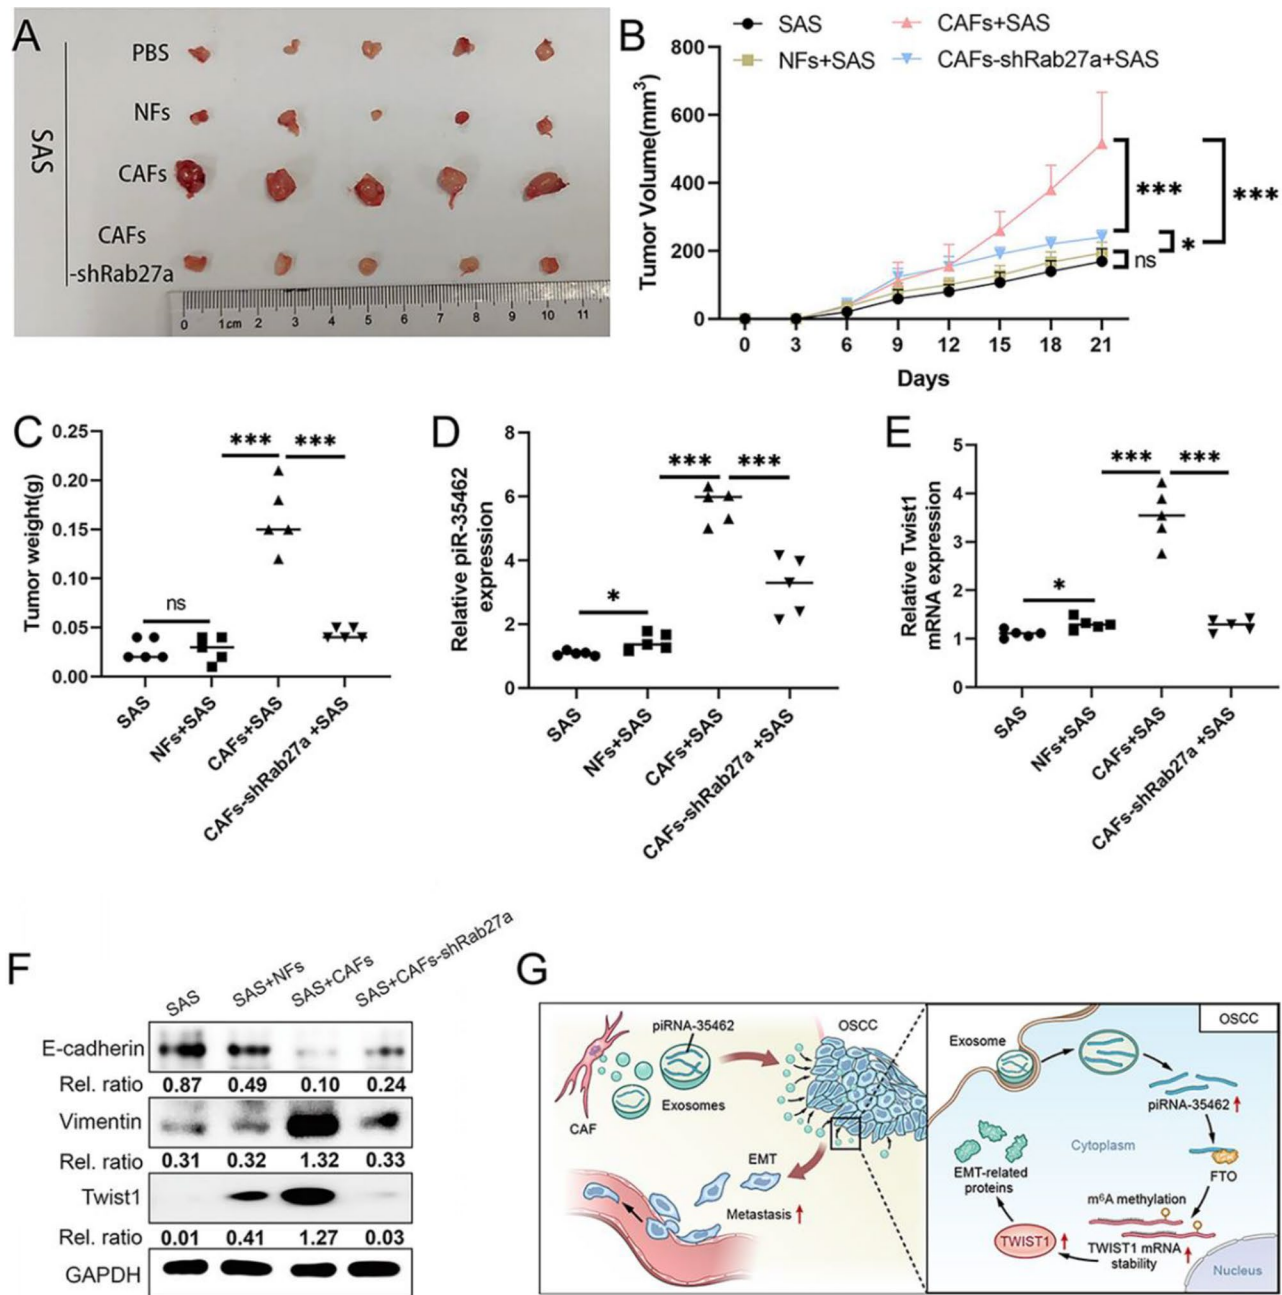 A
PBS
NFs
CAFs
CAFs
-shRab27a
SAS
0 1cm 2 3 4 5 6 7 8 9 10 11
B
SAS
CAFs+SAS
NFs+SAS
CAFs-shRab27a+SAS
Tumor Volume(mm³)
800
600
400
200
0
0 3 6 9 12 15 18 21
Days
***
***
*
ns
C
Tumor weight(g)
0.25
0.20
0.15
0.10
0.05
0.00
ns
*** ***
SAS
NFs+SAS
CAFs+SAS
CAFs-shRab27a +SAS
D
Relative piR-35462
expression
8
6
4
2
0
*
*** ***
SAS
NFs+SAS
CAFs+SAS
CAFs-shRab27a +SAS
E
Relative Twist1
mRNA expression
5
4
3
2
1
0
*
*** ***
SAS
NFs+SAS
CAFs+SAS
CAFs-shRab27a +SAS
F
SAS
SAS+NFs
SAS+CAFs
SAS+CAFs-shRab27a
E-cadherin
Rel. ratio 0.87 0.49 0.10 0.24
Vimentin
Rel. ratio 0.31 0.32 1.32 0.33
Twist1
Rel. ratio 0.01 0.41 1.27 0.03
GAPDH
G
piRNA-35462
OSCC
Exosomes
CAF
EMT
Metastasis
OSCC
Exosome
piRNA-35462
Cytoplasm
FTO
EMT-related
proteins
m⁶A methylation
TWIST1
TWIST1 mRNA
stability
Nucleus